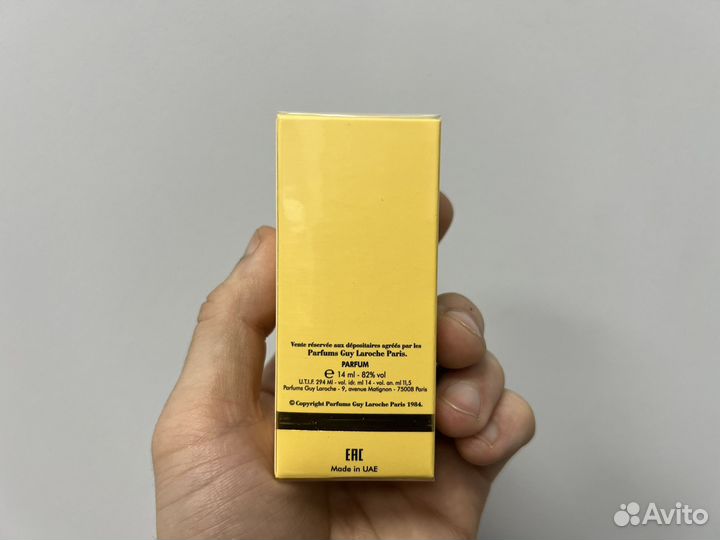 Vente réservée aux dépositaires agréés par les
Parfums Guy Laroche Paris.
PARFUM
℮ 14 ml - 82% vol
U.T.I.F. 294 MI - vol. idr. ml 14 - vol. an. ml 11,5
Parfums Guy Laroche - 9, avenue Matignon - 75008 Paris
© Copyright Parfums Guy Laroche Paris 1984.
EAC
Made in UAE
Avito